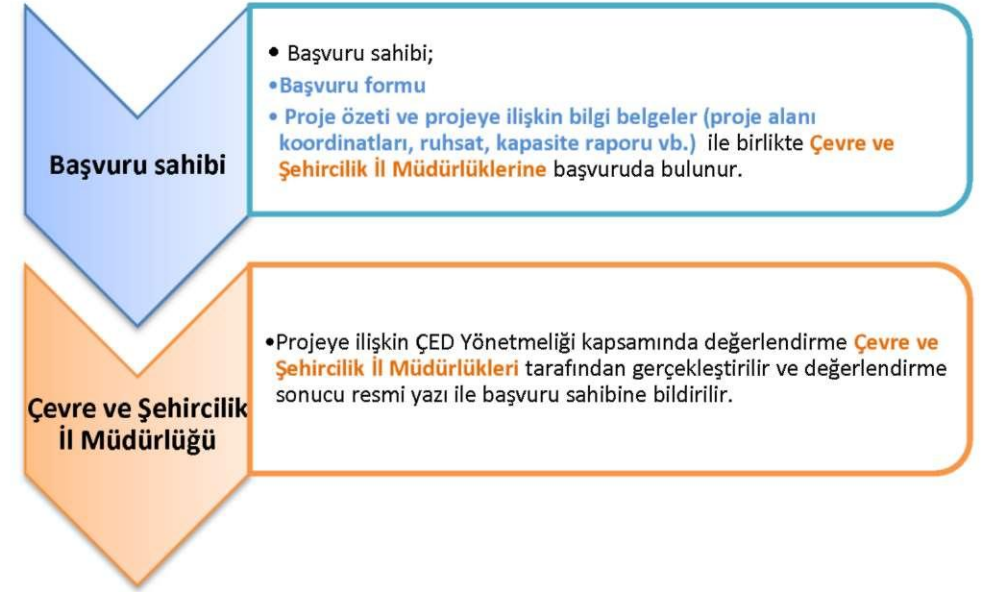 Başvuru sahibi
• Başvuru sahibi;
•Başvuru formu
• Proje özeti ve projeye ilişkin bilgi belgeler (proje alanı
koordinatları, ruhsat, kapasite raporu vb.) ile birlikte Çevre ve
Şehircilik İl Müdürlüklerine başvuruda bulunur.
Çevre ve Şehircilik
İl Müdürlüğü
•Projeye ilişkin ÇED Yönetmeliği kapsamında değerlendirme Çevre ve
Şehircilik İl Müdürlükleri tarafından gerçekleştirilir ve değerlendirme
sonucu resmi yazı ile başvuru sahibine bildirilir.